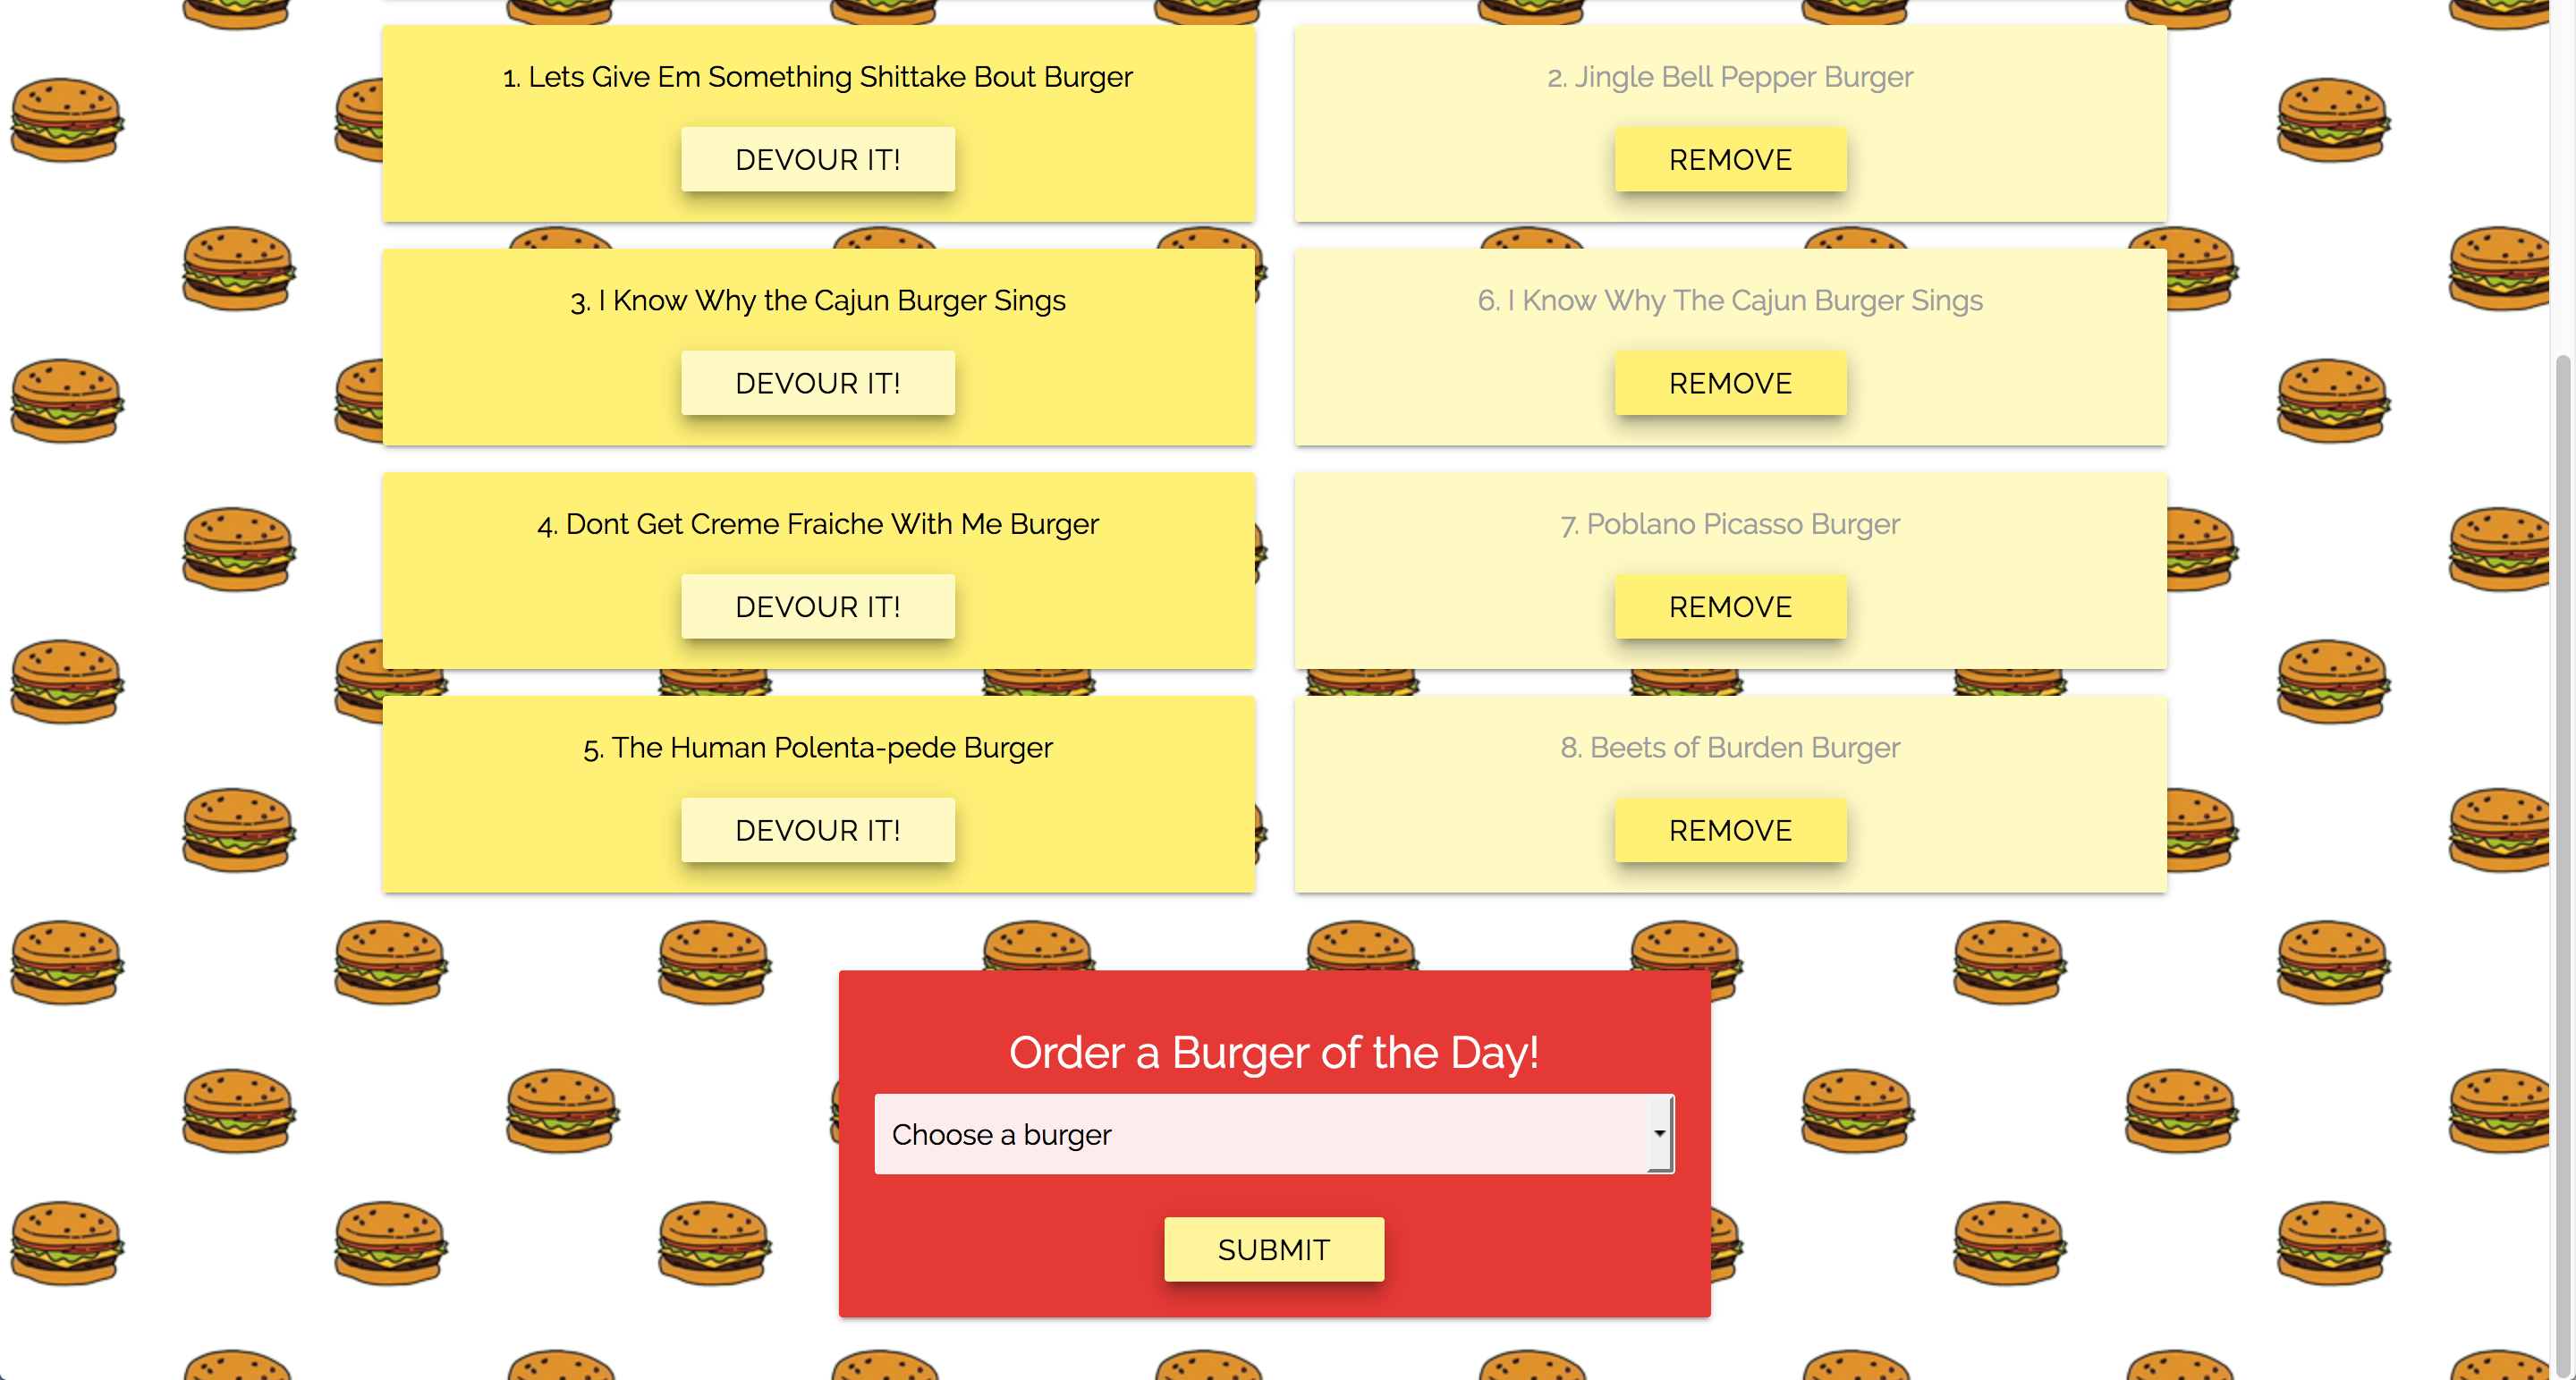 1. Lets Give Em Something Shittake Bout Burger
DEVOUR IT!
2. Jingle Bell Pepper Burger
REMOVE
3. I Know Why the Cajun Burger Sings
DEVOUR IT!
6. I Know Why The Cajun Burger Sings
REMOVE
4. Dont Get Creme Fraiche With Me Burger
DEVOUR IT!
7. Poblano Picasso Burger
REMOVE
5. The Human Polenta-pede Burger
DEVOUR IT!
8. Beets of Burden Burger
REMOVE
Order a Burger of the Day!
Choose a burger
SUBMIT